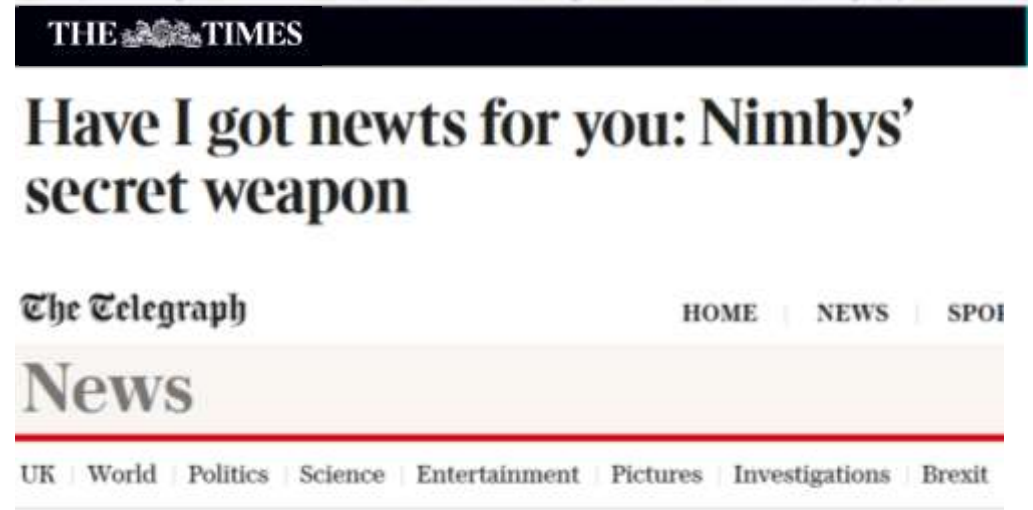 THE TIMES
Have I got newts for you: Nimbys’
secret weapon
The Telegraph HOME NEWS
News
UK World Politics Science Entertainment Pictures Investigations Brexit